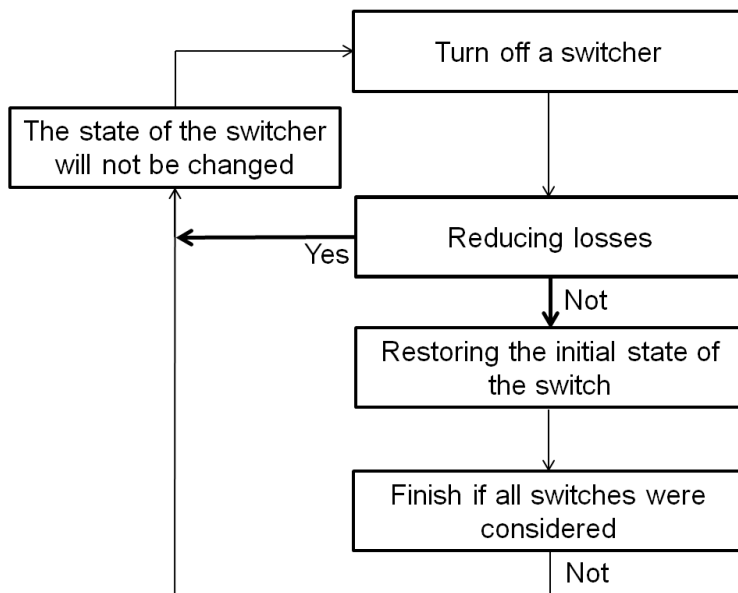 Turn off a switcher
The state of the switcher
will not be changed
Reducing losses
Yes
Not
Restoring the initial state of
the switch
Finish if all switches were
considered
Not